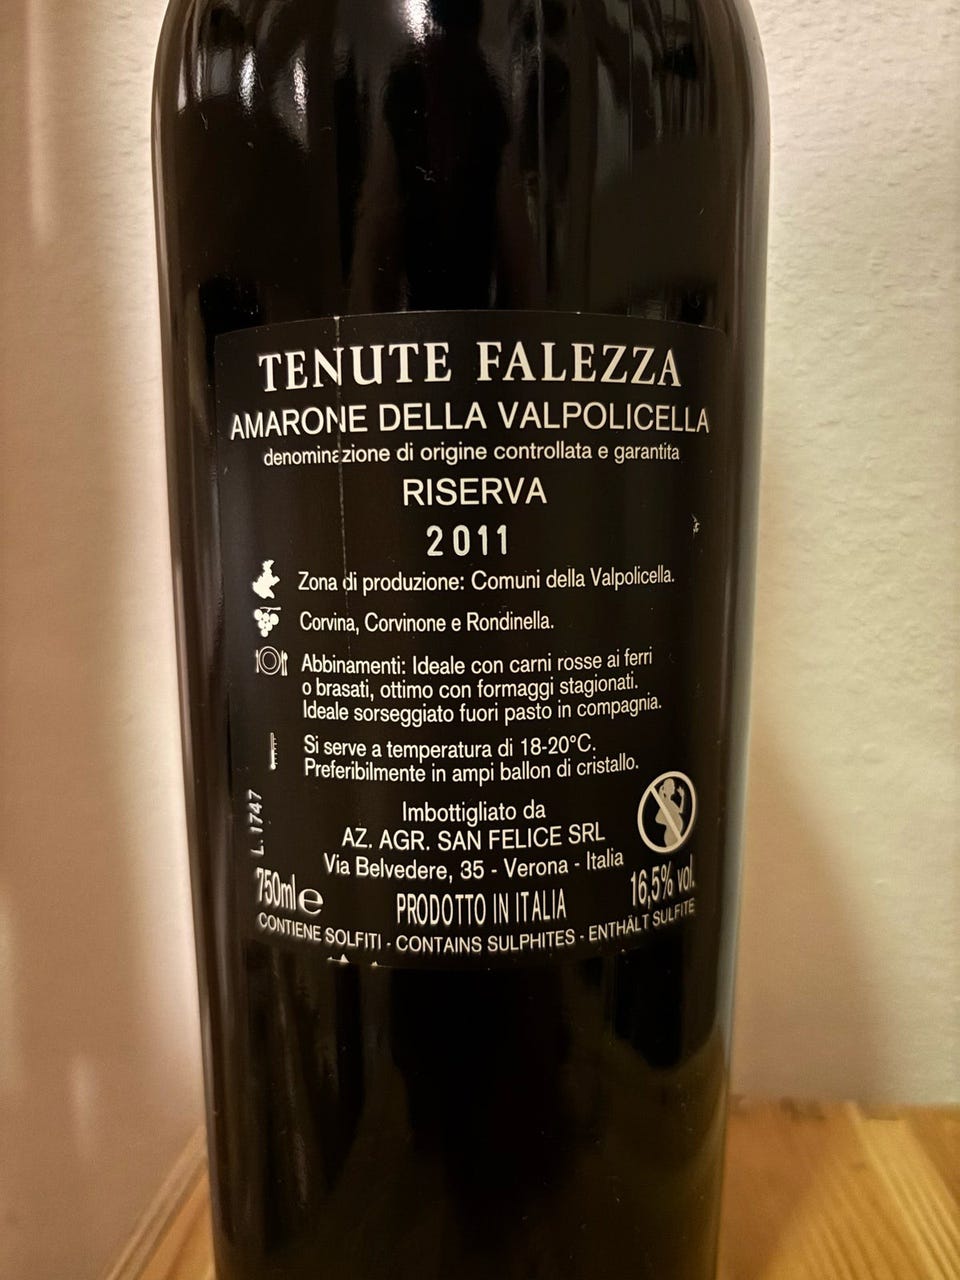 TENUTE FALEZZA
AMARONE DELLA VALPOLICELLA
denominazione di origine controllata e garantita
RISERVA
2011
Zona di produzione: Comuni della Valpolicella.
Corvina, Corvinone e Rondinella.
Abbinamenti: Ideale con carni rosse ai ferri
o brasati, ottimo con formaggi stagionati.
Ideale sorseggiato fuori pasto in compagnia.
Si serve a temperatura di 18-20°C.
Preferibilmente in ampi ballon di cristallo.
L. 1747
Imbottigliato da
AZ. AGR. SAN FELICE SRL
Via Belvedere, 35 - Verona - Italia
750ml e
PRODOTTO IN ITALIA
16,5% vol.
CONTIENE SOLFITI - CONTAINS SULPHITES - ENTHÄLT SULFITE